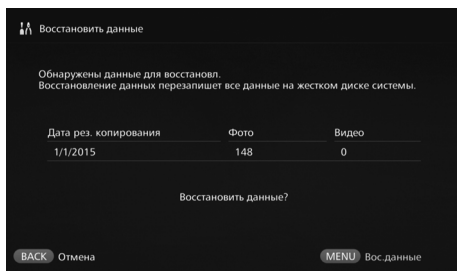 Восстановить данные
Обнаружены данные для восстановл.
Восстановление данных перезапишет все данные на жестком диске системы.
Дата рез. копирования Фото Видео
1/1/2015 148 0
Восстановить данные?
BACK Отмена MENU Вос.данные